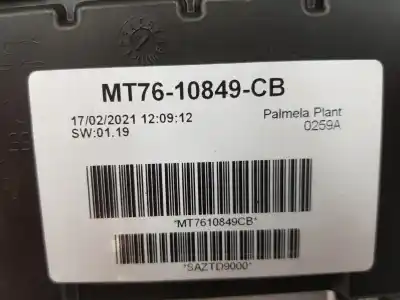 MT76-10849-CB
17/02/2021 12:09:12
Palmela Plant
SW:01.19
0259A
*MT7610849CB*
*SAZTD9000*